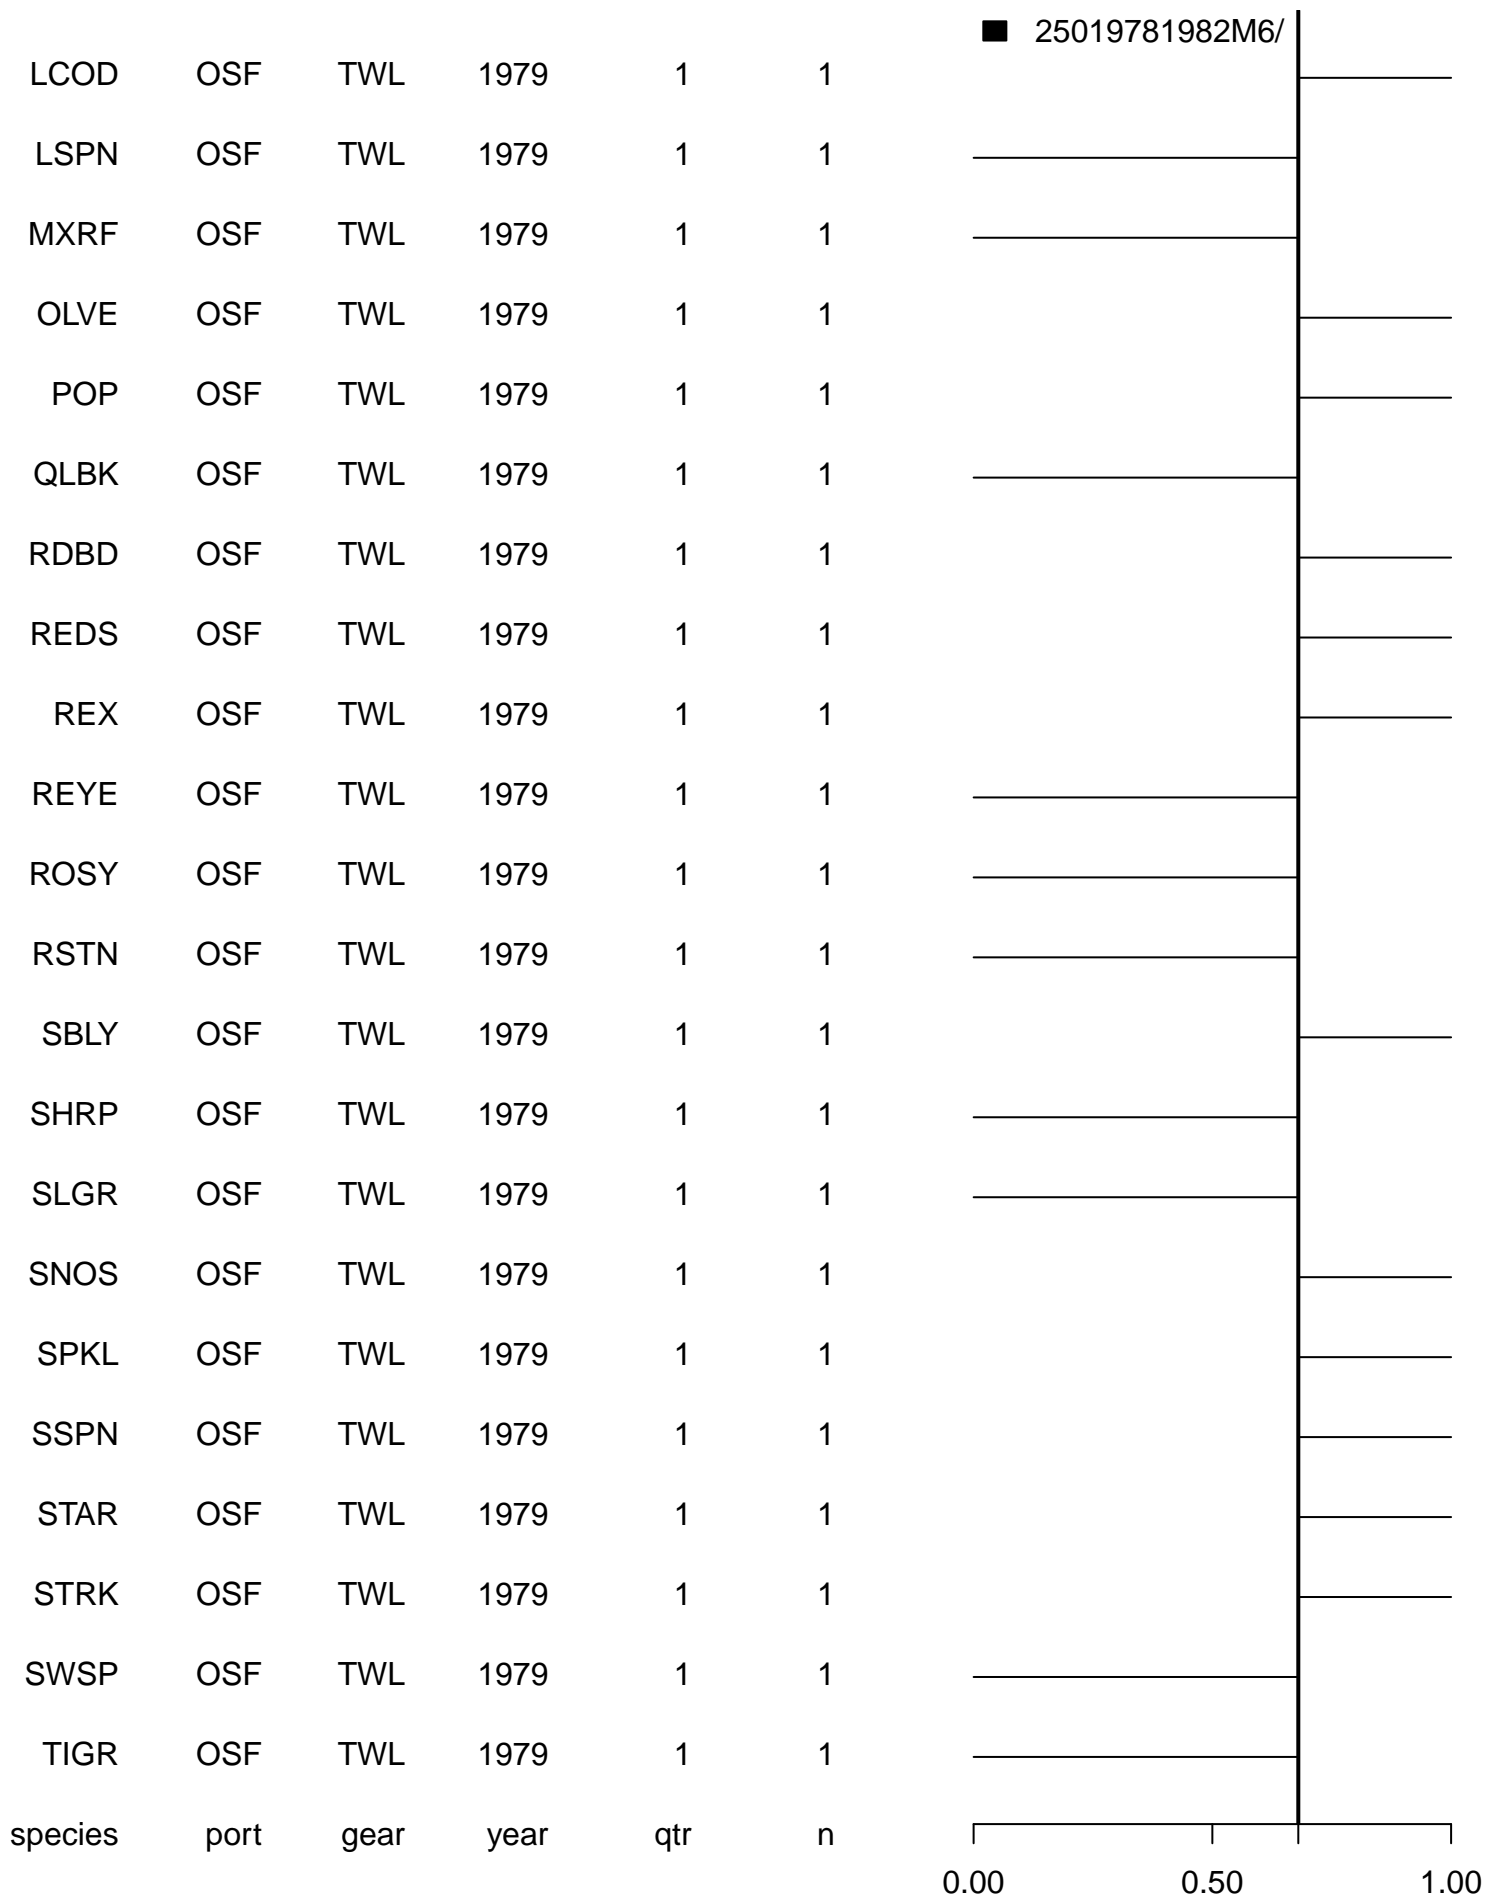 25019781982M6/
LCOD OSF TWL 1979 1 1
LSPN OSF TWL 1979 1 1
MXRF OSF TWL 1979 1 1
OLVE OSF TWL 1979 1 1
POP OSF TWL 1979 1 1
QLBK OSF TWL 1979 1 1
RDBD OSF TWL 1979 1 1
REDS OSF TWL 1979 1 1
REX OSF TWL 1979 1 1
REYE OSF TWL 1979 1 1
ROSY OSF TWL 1979 1 1
RSTN OSF TWL 1979 1 1
SBLY OSF TWL 1979 1 1
SHRP OSF TWL 1979 1 1
SLGR OSF TWL 1979 1 1
SNOS OSF TWL 1979 1 1
SPKL OSF TWL 1979 1 1
SSPN OSF TWL 1979 1 1
STAR OSF TWL 1979 1 1
STRK OSF TWL 1979 1 1
SWSP OSF TWL 1979 1 1
TIGR OSF TWL 1979 1 1
species port gear year qtr n
0.00 0.50 1.00